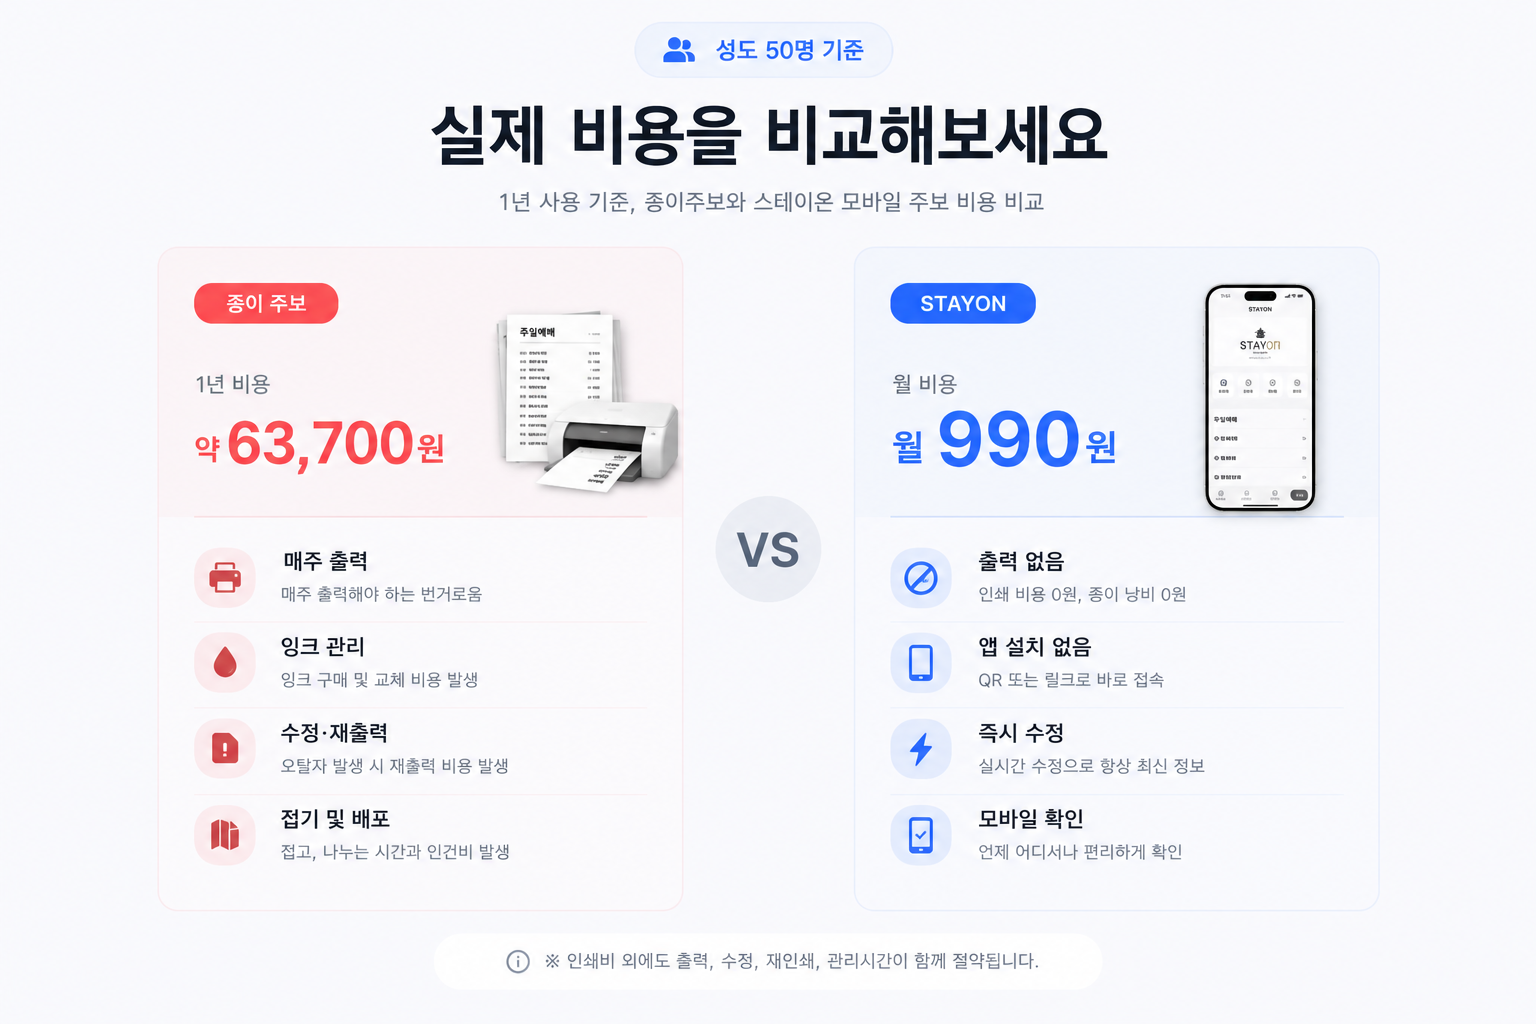 성도 50명 기준
실제 비용을 비교해보세요
1년 사용 기준, 종이주보와 스테이온 모바일 주보 비용 비교
종이 주보
1년 비용
약 63,700원
주일예배
매주 출력
매주 출력해야 하는 번거로움
잉크 관리
잉크 구매 및 교체 비용 발생
수정·재출력
오탈자 발생 시 재출력 비용 발생
접기 및 배포
접고, 나누는 시간과 인건비 발생
VS
STAYON
월 비용
월 990원
STAYON
STAYON
주일예배
출력 없음
인쇄 비용 0원, 종이 낭비 0원
앱 설치 없음
QR 또는 링크로 바로 접속
즉시 수정
실시간 수정으로 항상 최신 정보
모바일 확인
언제 어디서나 편리하게 확인
※ 인쇄비 외에도 출력, 수정, 재인쇄, 관리시간이 함께 절약됩니다.